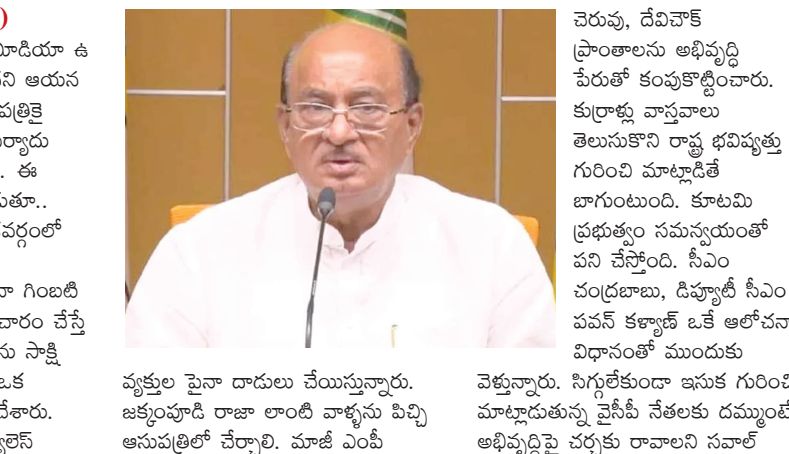 )
మీడియా ఉ
ని ఆయన
పత్రికై
ర్యాదు
. ఈ
తూ..
వర్గంలో
నా గింబటి
చారం చేస్తే
ను సాక్షి
ఒక
చేశారు.
లెస్
వ్యక్తుల పైనా దాడులు చేయిస్తున్నారు.
జక్కంపూడి రాజా లాంటి వాళ్ళను పిచ్చి
ఆసుపత్రిలో చేర్చాలి. మాజీ ఎంపీ
చెరువు, దేవిచౌక్
ప్రాంతాలను అభివృద్ధి
పేరుతో కంపుకొట్టించారు.
కుర్రాళ్లు వాస్తవాలు
తెలుసుకొని రాష్ట్ర భవిష్యత్తు
గురించి మాట్లాడితే
బాగుంటుంది. కూటమి
ప్రభుత్వం సమన్వయంతో
పని చేస్తోంది. సీఎం
చంద్రబాబు, డిప్యూటీ సీఎం
పవన్ కళ్యాణ్ ఒకే ఆలోచనా
విధానంతో ముందుకు
వెళ్తున్నారు. సిగ్గులేకుండా ఇసుక గురించి
మాట్లాడుతున్న వైసీపీ నేతలకు దమ్ముంటే
అభివృద్ధిపై చర్చకు రావాలని సవాల్